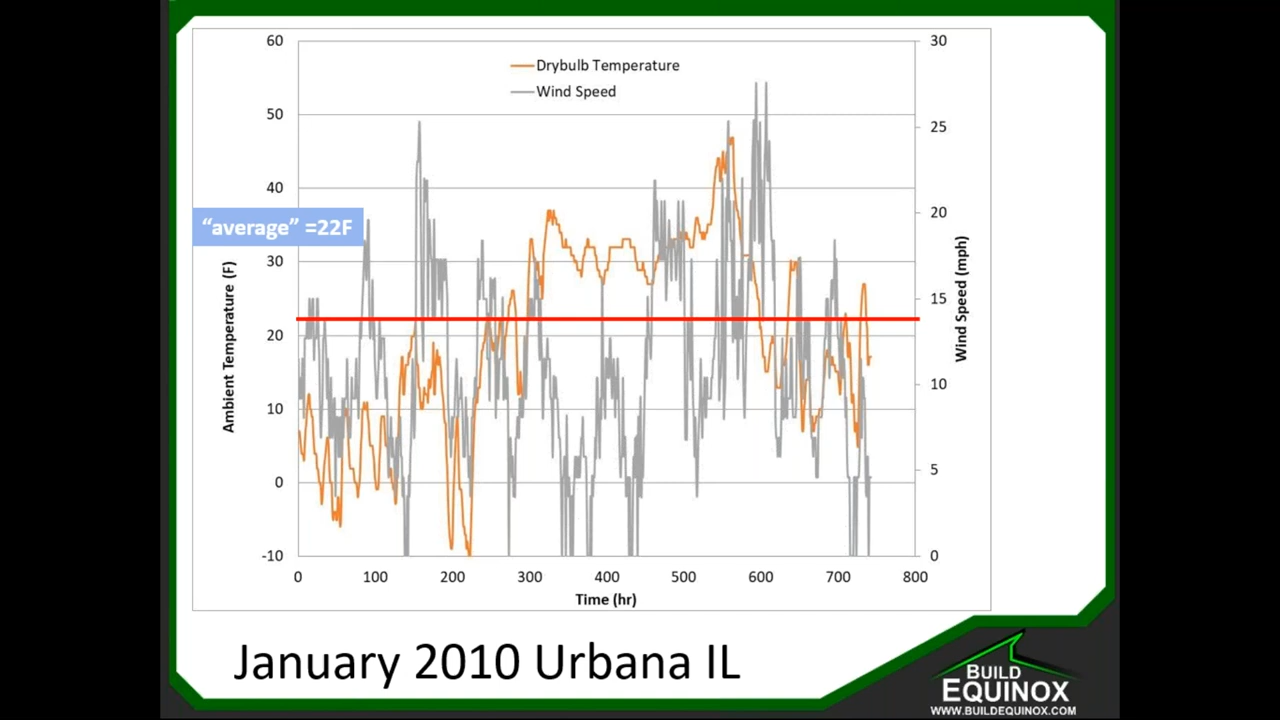 60
50
40
30
20
10
0
-10
Drybulb Temperature
Wind Speed
30
25
20
15
10
5
0
“average” =22F
Ambient Temperature (F)
Wind Speed (mph)
0 100 200 300 400 500 600 700 800
Time (hr)
January 2010 Urbana IL
BUILD
EQUINOX
WWW.BUILDEQUINOX.COM